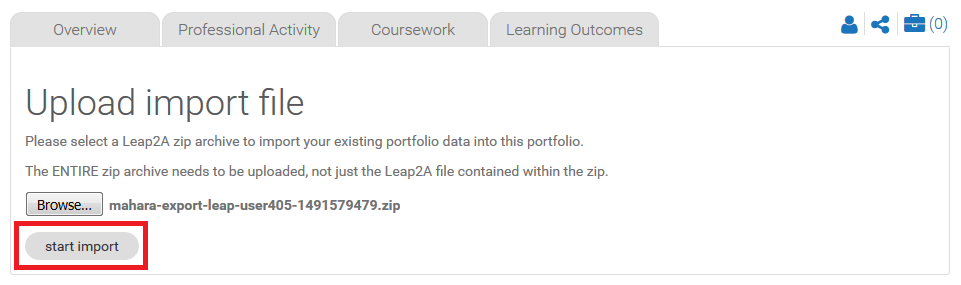 Overview Professional Activity Coursework Learning Outcomes (0)
Upload import file
Please select a Leap2A zip archive to import your existing portfolio data into this portfolio.
The ENTIRE zip archive needs to be uploaded, not just the Leap2A file contained within the zip.
Browse... mahara-export-leap-user405-1491579479.zip
start import